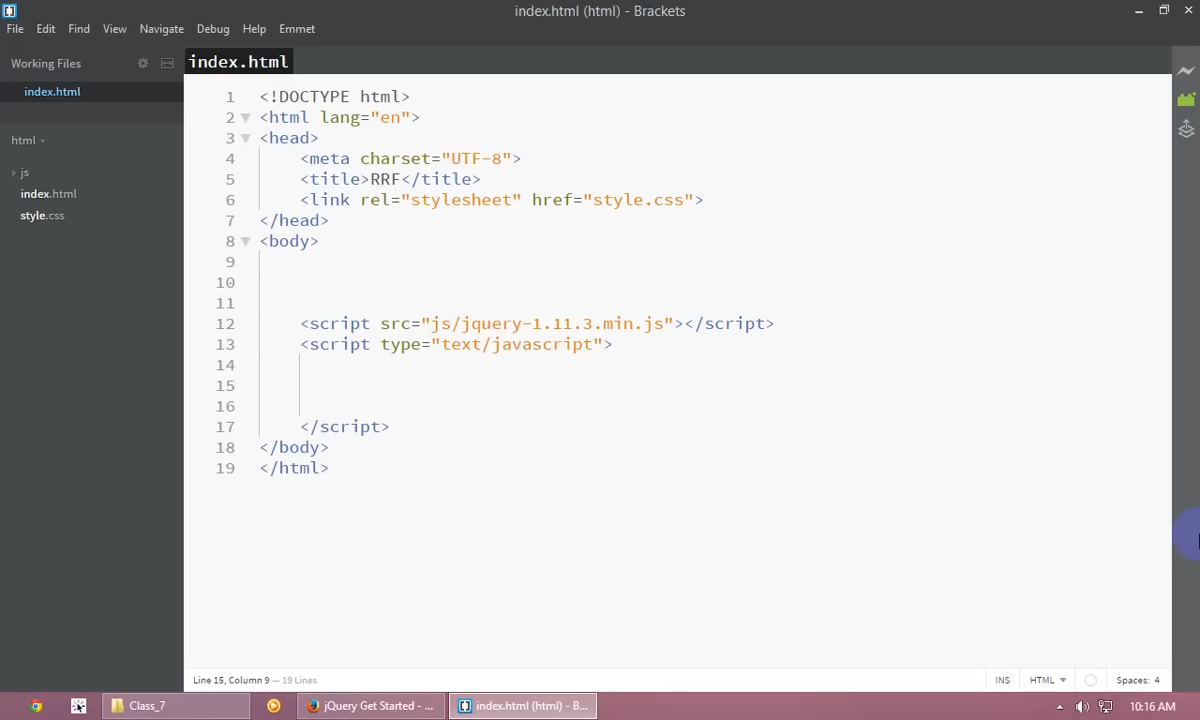 index.html (html) - Brackets
File Edit Find View Navigate Debug Help Emmet
Working Files
index.html
html
js
index.html
style.css
index.html
1 <!DOCTYPE html>
2 <html lang="en">
3 <head>
4 <meta charset="UTF-8">
5 <title>RRF</title>
6 <link rel="stylesheet" href="style.css">
7 </head>
8 <body>
9
10
11
12 <script src="js/jquery-1.11.3.min.js"></script>
13 <script type="text/javascript">
14
15
16
17 </script>
18 </body>
19 </html>
Line 15, Column 9 — 19 Lines
INS HTML Spaces: 4
Class_7 jQuery Get Started - ... index.html (html) - B... 10:16 AM